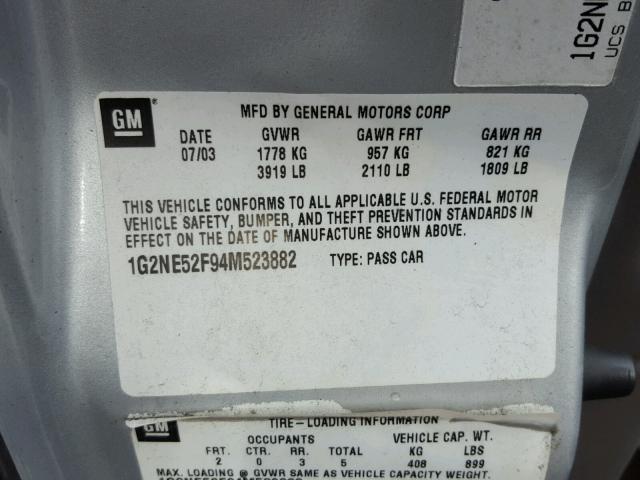 1G2N
UCS B
GM
MFD BY GENERAL MOTORS CORP
DATE GVWR GAWR FRT GAWR RR
07/03 1778 KG 957 KG 821 KG
3919 LB 2110 LB 1809 LB
THIS VEHICLE CONFORMS TO ALL APPLICABLE U.S. FEDERAL MOTOR
VEHICLE SAFETY, BUMPER, AND THEFT PREVENTION STANDARDS IN
EFFECT ON THE DATE OF MANUFACTURE SHOWN ABOVE.
1G2NE52F94M523882 TYPE: PASS CAR
TIRE-LOADING INFORMATION
GM
OCCUPANTS VEHICLE CAP. WT.
FRT. CTR. RR. TOTAL KG LBS
2 0 3 5 408 899
MAX. LOADING @ GVWR SAME AS VEHICLE CAPACITY WEIGHT.
1G2NE52F94M523882